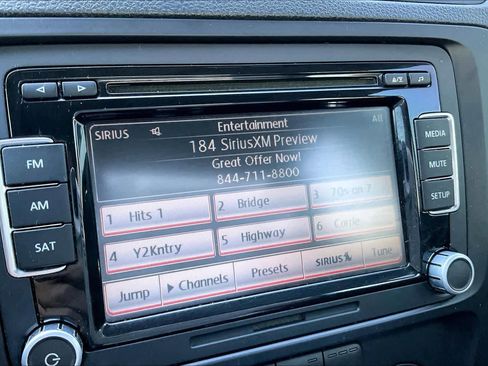 SIRIUS Entertainment All
184 SiriusXM Preview
Great Offer Now!
844-711-8800
1 Hits 1 2 Bridge 3 70s on 7
4 Y2Kntry 5 Highway 6 Carrie
Jump Channels Presets SIRIUS Tune
FM
AM
SAT
A/Z
MEDIA
MUTE
SETUP